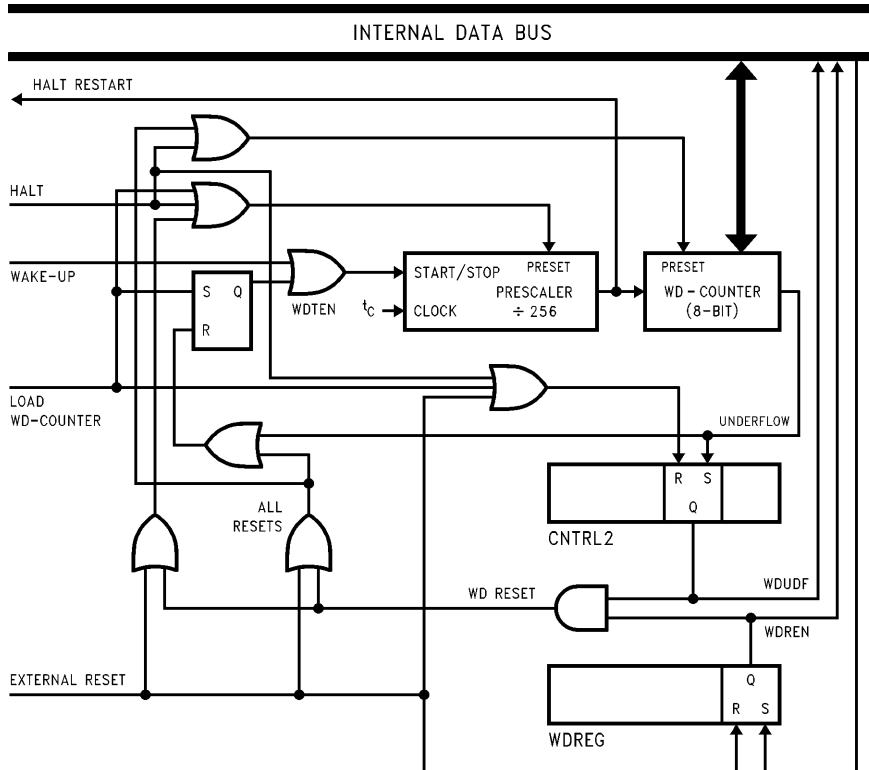 INTERNAL DATA BUS
HALT RESTART
HALT
WAKE-UP
S Q
R
WDTEN
START/STOP PRESET
PRESCALER
÷ 256
tC
CLOCK
PRESET
WD-COUNTER
(8-BIT)
LOAD
WD-COUNTER
UNDERFLOW
R S
Q
CNTRL2
ALL
RESETS
WD RESET
WDUDF
WDREN
EXTERNAL RESET
Q
R S
WDREG